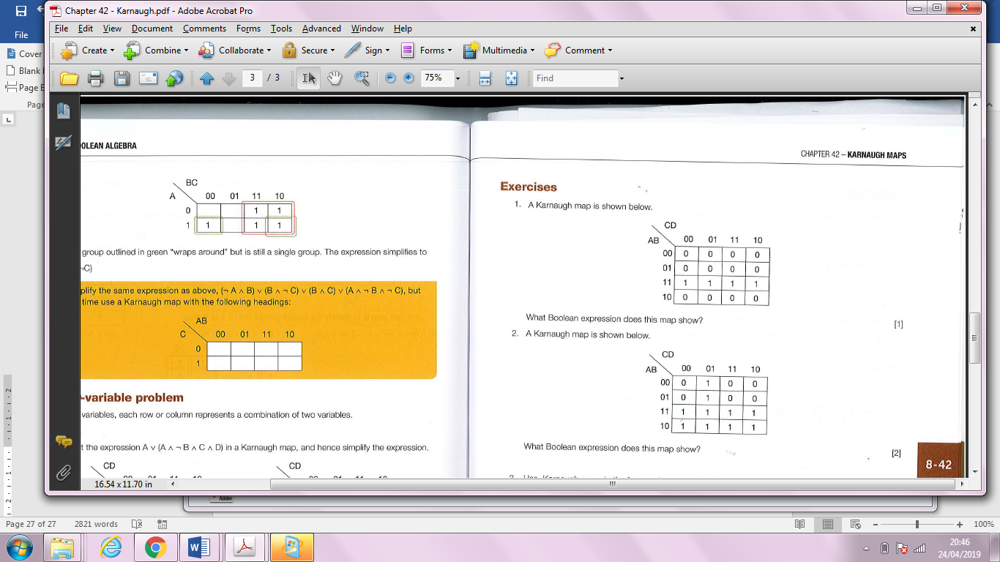 Chapter 42 - Karnaugh.pdf - Adobe Acrobat Pro
File
File Edit View Document Comments Forms Tools Advanced Window Help
Create Combine Collaborate Secure Sign Forms Multimedia Comment
3 / 3 75% Find
Cover
Blank
Page
Page
L
OOLEAN ALGEBRA
BC
A 00 01 11 10
0 1 1
1 1 1 1
group outlined in green "wraps around" but is still a single group. The expression simplifies to
¬C)
plify the same expression as above, (¬ A ∧ B) ∨ (B ∧ ¬ C) ∨ (B ∧ C) ∨ (A ∧ ¬ B ∧ ¬ C), but
time use a Karnaugh map with the following headings:
AB
C 00 01 11 10
0
1
-variable problem
variables, each row or column represents a combination of two variables.
t the expression A ∨ (A ∧ ¬ B ∧ C ∧ D) in a Karnaugh map, and hence simplify the expression.
CD CD
CHAPTER 42 – KARNAUGH MAPS
Exercises
1. A Karnaugh map is shown below.
CD
AB 00 01 11 10
00 0 0 0 0
01 0 0 0 0
11 1 1 1 1
10 0 0 0 0
What Boolean expression does this map show? [1]
2. A Karnaugh map is shown below.
CD
AB 00 01 11 10
00 0 1 0 0
01 0 1 0 0
11 1 1 1 1
10 1 1 1 1
What Boolean expression does this map show? [2]
8-42
16.54 x 11.70 in
Adobe
Page 27 of 27 2821 words 100%
20:46
24/04/2019